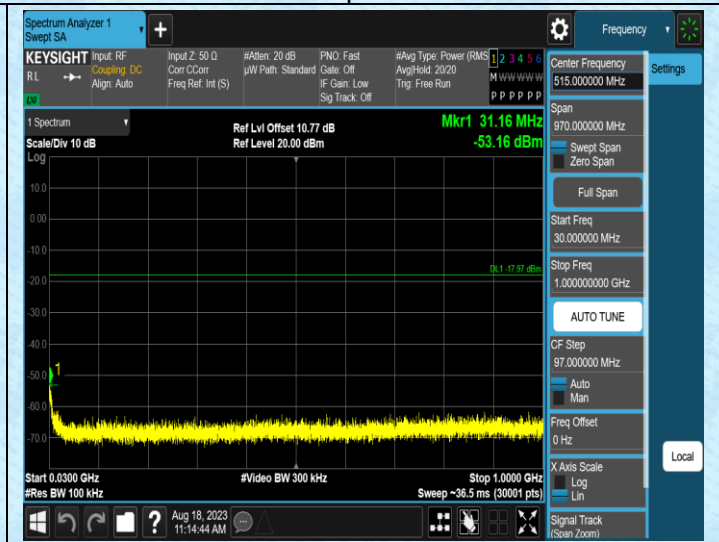 Spectrum Analyzer 1
Swept SA
Frequency
KEYSIGHT
RL
LXI
Input: RF
Coupling: DC
Align: Auto
Input Z: 50 Ω
Corr CCorr
Freq Ref: Int (S)
#Atten: 20 dB
µW Path: Standard
PNO: Fast
Gate: Off
IF Gain: Low
Sig Track: Off
#Avg Type: Power (RMS
Avg|Hold: 20/20
Trig: Free Run
1 2 3 4 5 6
M W W W W W
P P P P P P
1 Spectrum
Scale/Div 10 dB
Log
Ref Lvl Offset 10.77 dB
Ref Level 20.00 dBm
Mkr1 31.16 MHz
-53.16 dBm
10.0
0.00
-10.0
DL1 -17.97 dBm
-20.0
-30.0
-40.0
-50.0
1
-60.0
-70.0
Start 0.0300 GHz
#Res BW 100 kHz
#Video BW 300 kHz
Stop 1.0000 GHz
Sweep ~36.5 ms (30001 pts)
?
Aug 18, 2023
11:14:44 AM
Center Frequency
515.000000 MHz
Span
970.000000 MHz
Swept Span
Zero Span
Full Span
Start Freq
30.000000 MHz
Stop Freq
1.000000000 GHz
AUTO TUNE
CF Step
97.000000 MHz
Auto
Man
Freq Offset
0 Hz
X Axis Scale
Log
Lin
Signal Track
(Span Zoom)
Settings
Local